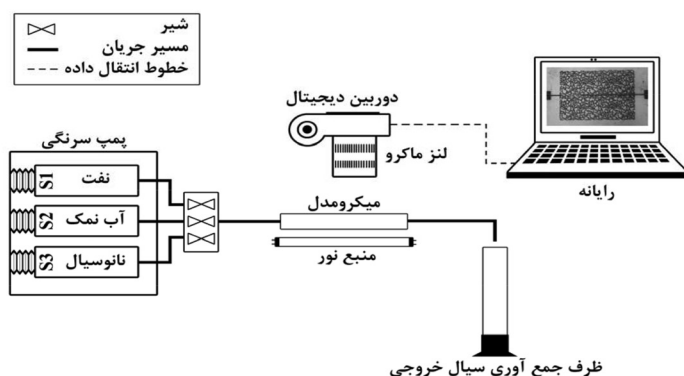 شیر
مسیر جریان
خطوط انتقال داده
دوربین دیجیتال
لنز ماکرو
رایانه
پمپ سرنگی
S1
نفت
S2
آب نمک
S3
نانوسیال
میکرومدل
منبع نور
ظرف جمع آوری سیال خروجی